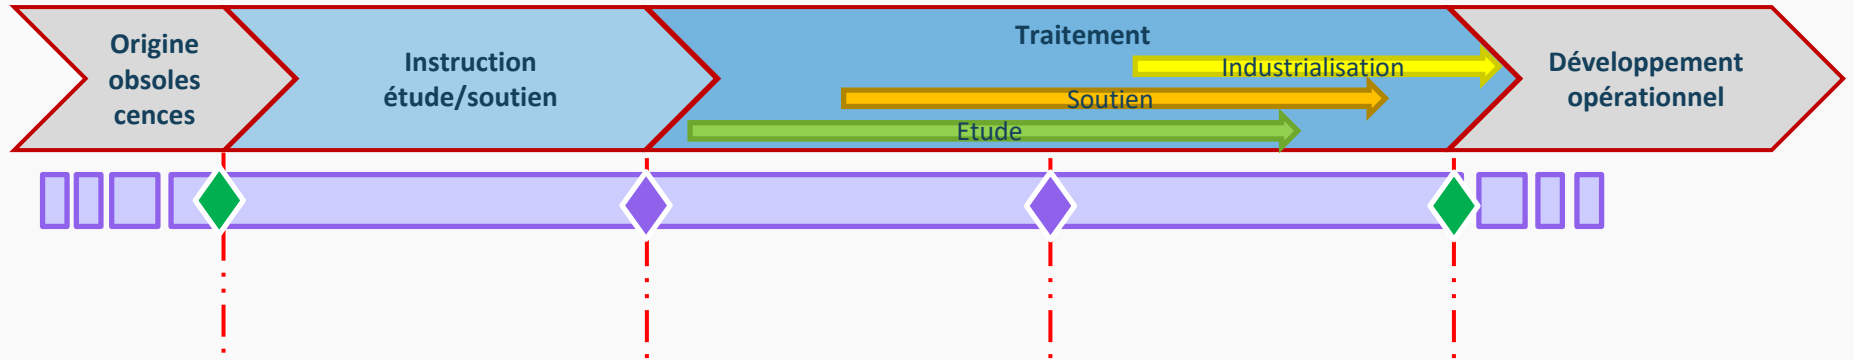 Origine
obsoles
cences
Instruction
étude/soutien
Traitement
Industrialisation
Soutien
Etude
Développement
opérationnel